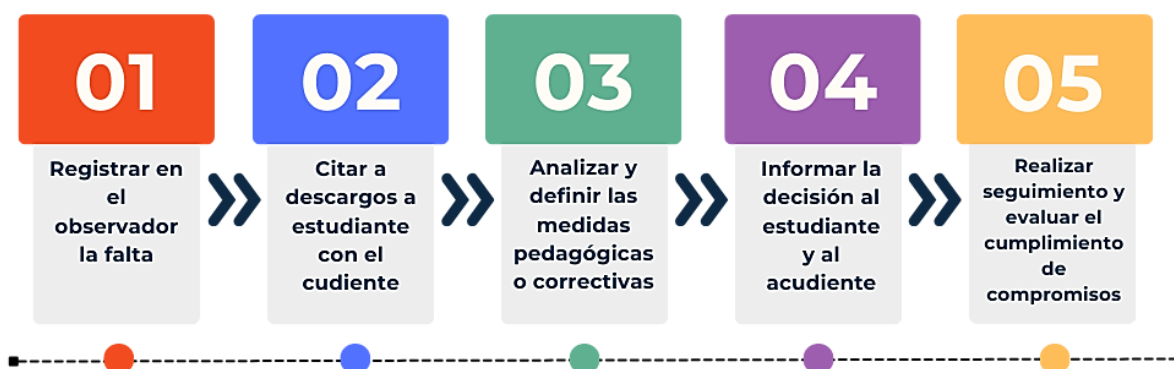 01
Registrar en
el
observador
la falta
02
Citar a
descargos a
estudiante
con el
cudiente
03
Analizar y
definir las
medidas
pedagógicas
o correctivas
04
Informar la
decisión al
estudiante
y al
acudiente
05
Realizar
seguimiento y
evaluar el
cumplimiento
de
compromisos